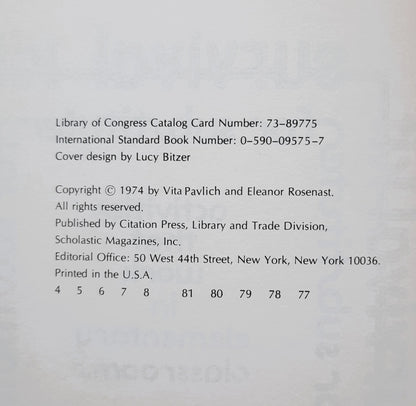 Library of Congress Catalog Card Number: 73-89775
International Standard Book Number: 0-590-09575-7
Cover design by Lucy Bitzer
Copyright © 1974 by Vita Pavlich and Eleanor Rosenast.
All rights reserved.
Published by Citation Press, Library and Trade Division,
Scholastic Magazines, Inc.
Editorial Office: 50 West 44th Street, New York, New York 10036.
Printed in the U.S.A.
4 5 6 7 8 81 80 79 78 77